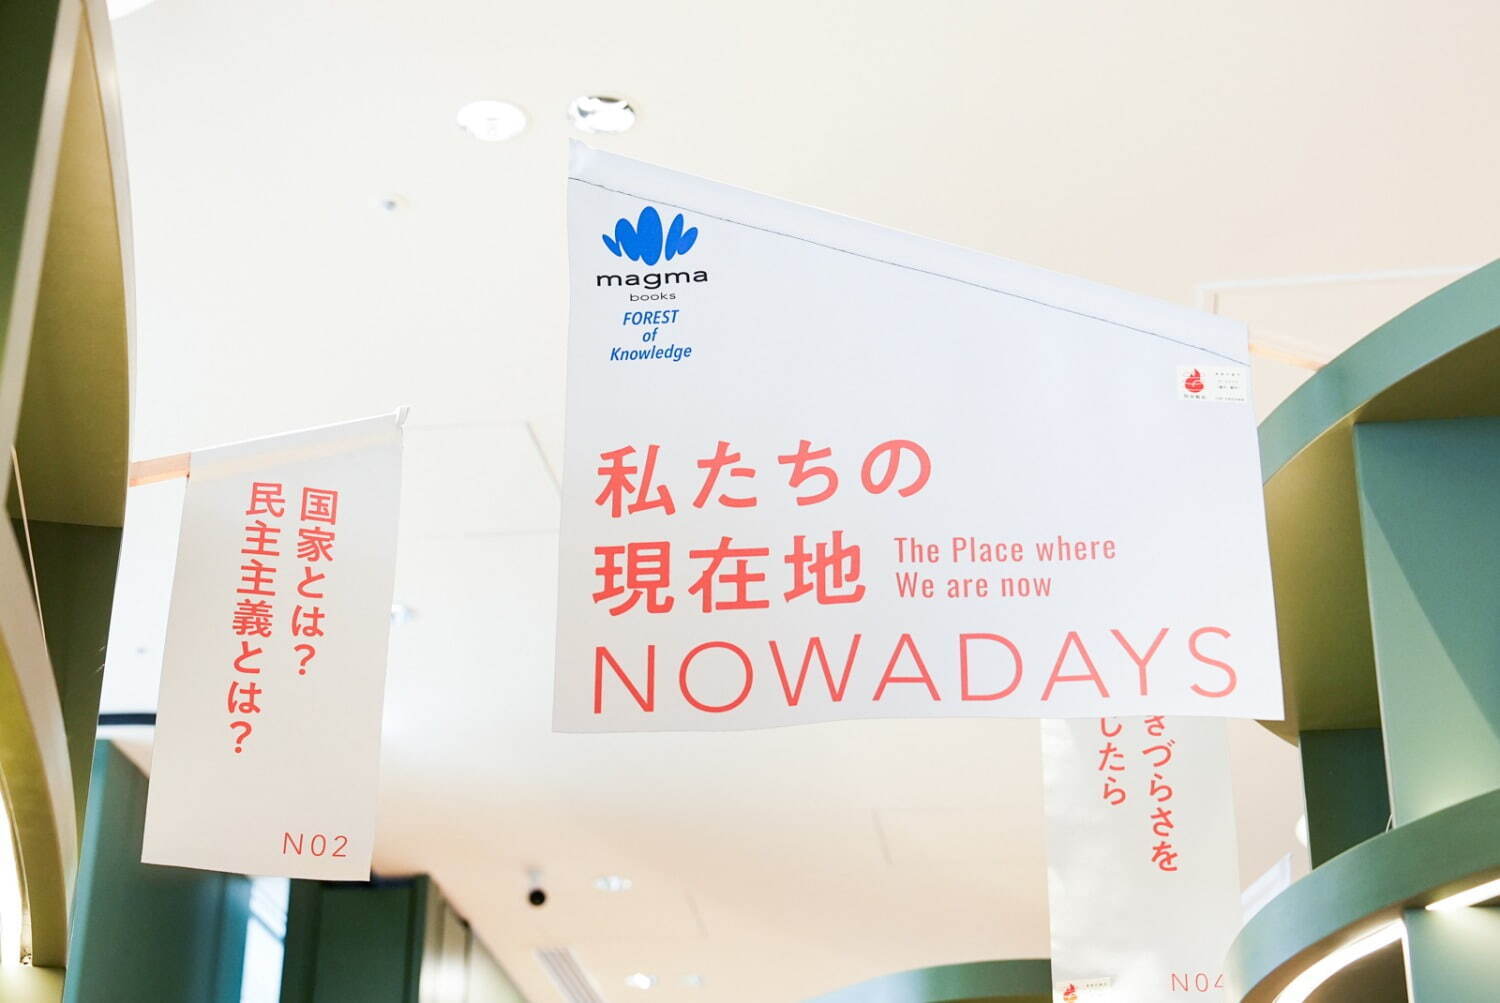 magma
books
FOREST
of
Knowledge
私たちの
現在地
The Place where
We are now
NOWADAYS
国家とは？
民主主義とは？
N02
きづらさを
したら
N04